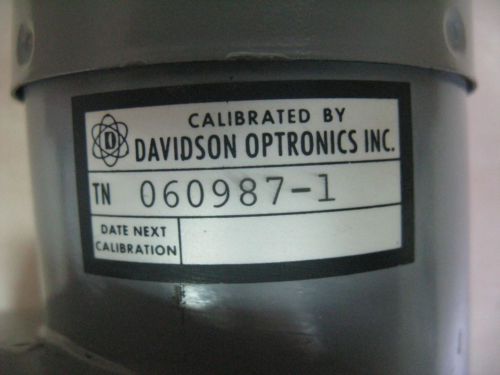 CALIBRATED BY
D DAVIDSON OPTRONICS INC.
TN 060987-1
DATE NEXT
CALIBRATION